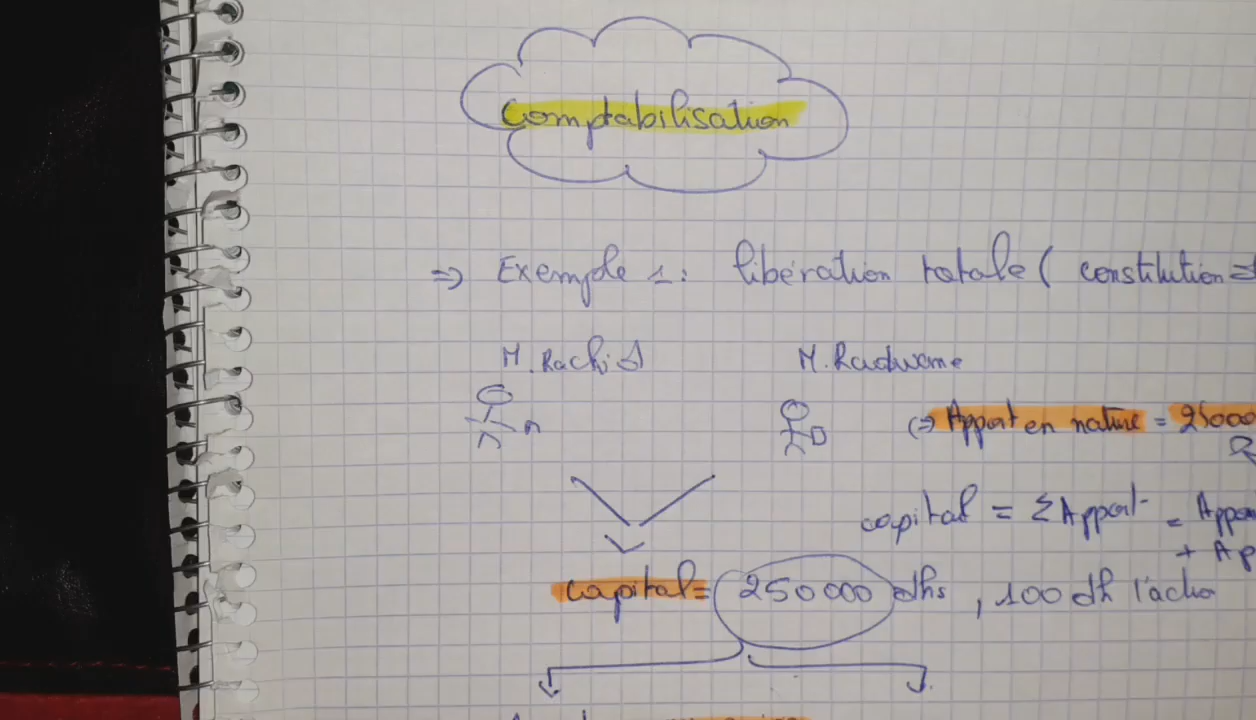 Comptabilisation
=> Exemple 1: libération totale ( constitution =
M. Rachid M. Radwane
(=> Apport en nature = 25000
capital = Σ Apport = Appo
+ Ap
capital = 250 000 dhs , 100 dh l'action